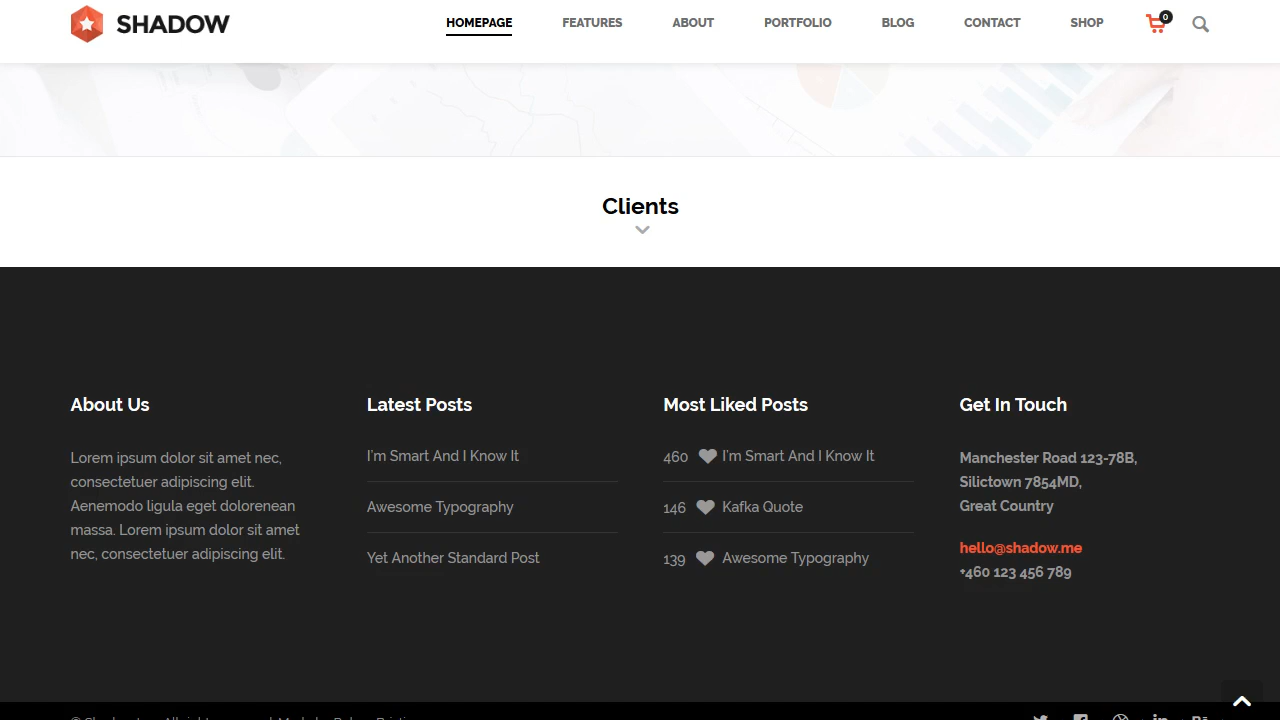 SHADOW
HOMEPAGE FEATURES ABOUT PORTFOLIO BLOG CONTACT SHOP 0
Clients
About Us
Lorem ipsum dolor sit amet nec,
consectetuer adipiscing elit.
Aenemodo ligula eget dolorenean
massa. Lorem ipsum dolor sit amet
nec, consectetuer adipiscing elit.
Latest Posts
I'm Smart And I Know It
Awesome Typography
Yet Another Standard Post
Most Liked Posts
460 I'm Smart And I Know It
146 Kafka Quote
139 Awesome Typography
Get In Touch
Manchester Road 123-78B,
Silictown 7854MD,
Great Country
hello@shadow.me
+460 123 456 789